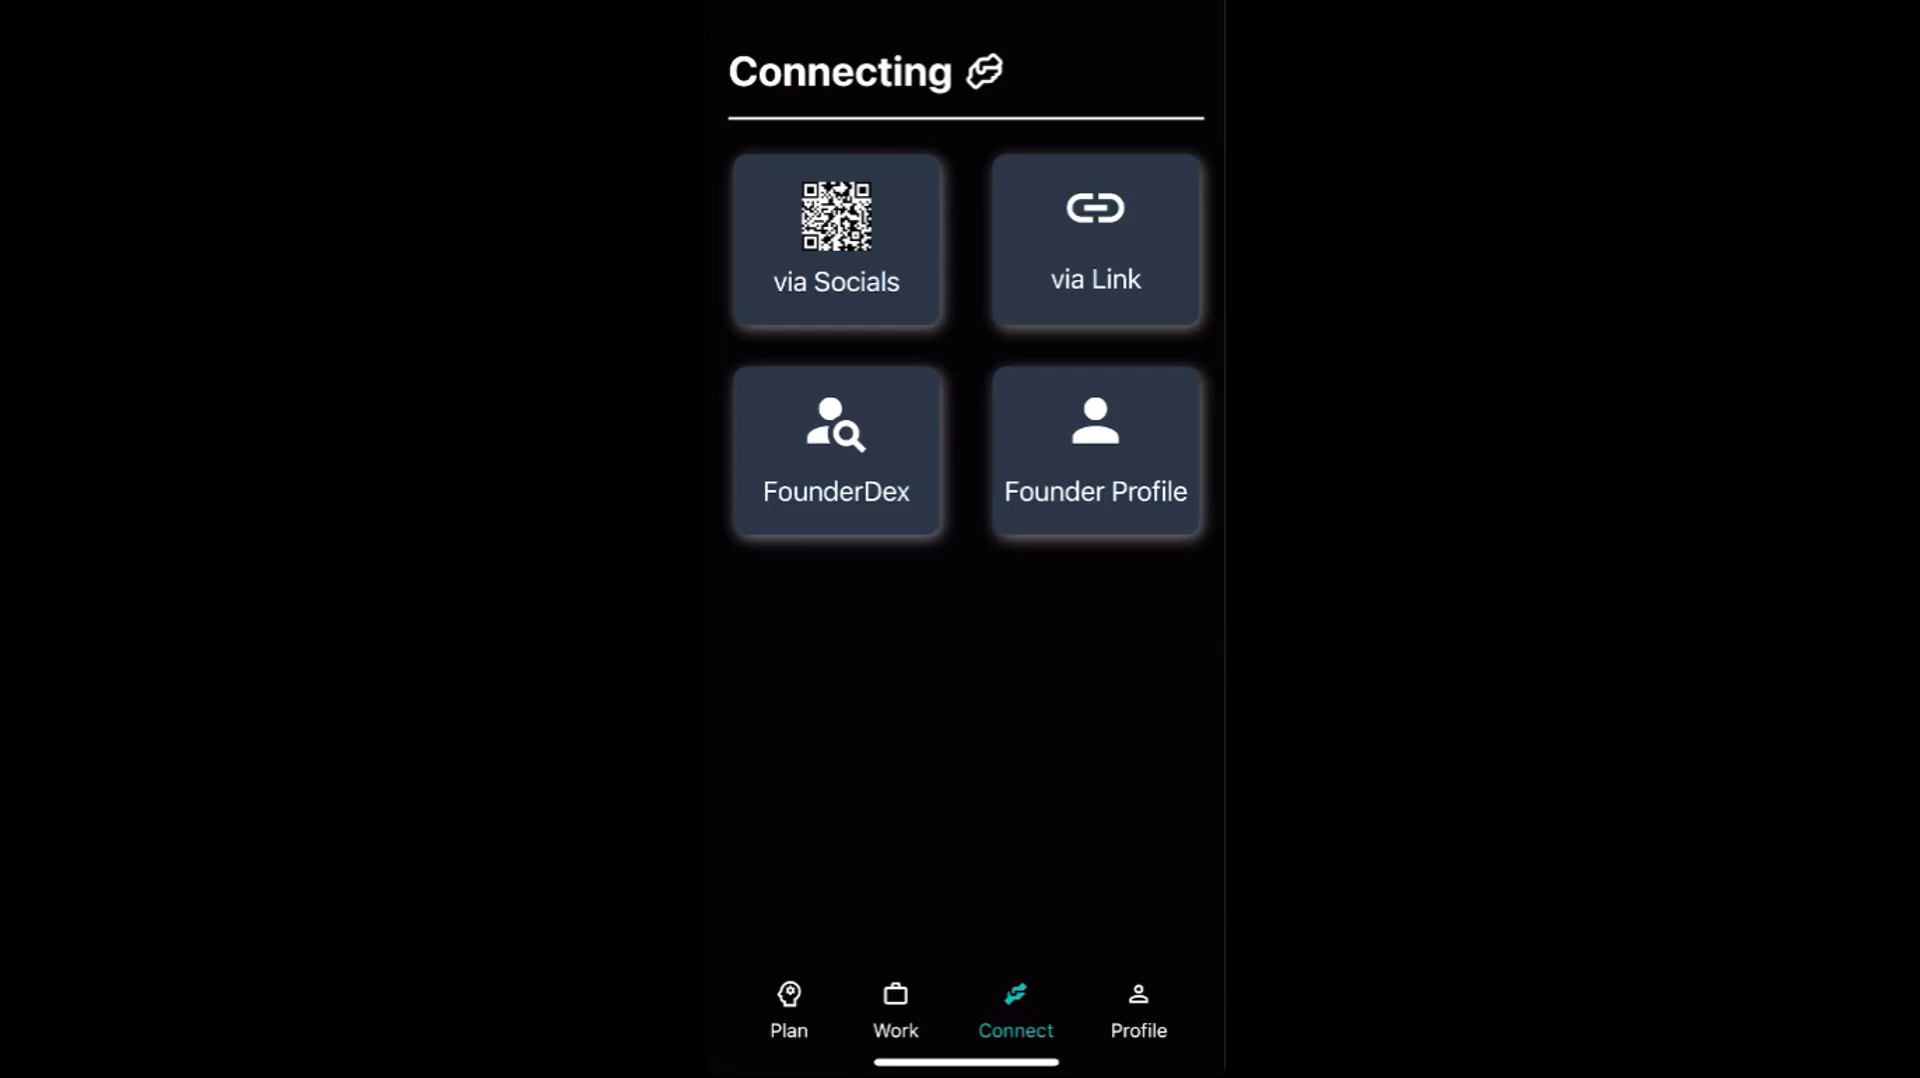 Connecting
via Socials
via Link
FounderDex
Founder Profile
Plan
Work
Connect
Profile